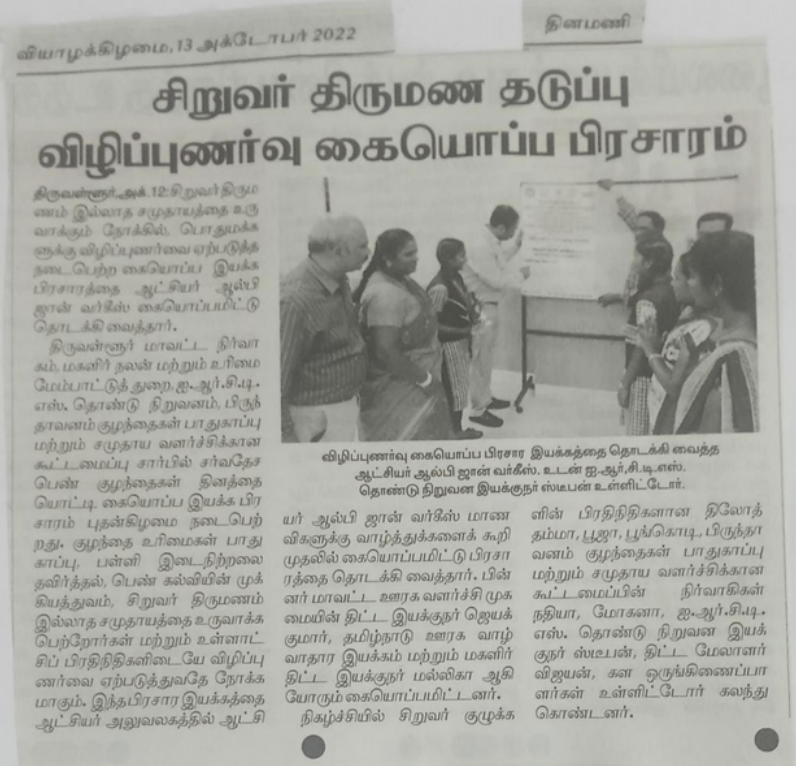 வியாழக்கிழமை, 13 அக்டோபர் 2022
தினமணி
சிறுவர் திருமண தடுப்பு
விழிப்புணர்வு கையொப்ப பிரசாரம்
திருவள்ளூர், அக். 12: சிறுவர் திரும
ணம் இல்லாத சமுதாயத்தை உரு
வாக்கும் நோக்கில், பொதுமக்க
ளுக்கு விழிப்புணர்வை ஏற்படுத்த
நடைபெற்ற கையொப்ப இயக்க
பிரசாரத்தை ஆட்சியர் ஆல்பி
ஜான் வர்கீஸ் கையொப்பமிட்டு
தொடக்கி வைத்தார்.
திருவள்ளூர் மாவட்ட நிர்வா
கம், மகளிர் நலன் மற்றும் உரிமை
மேம்பாட்டுத் துறை, ஐ.ஆர்.சி.டி.
எஸ். தொண்டு நிறுவனம், பிருந்
தாவனம் குழந்தைகள் பாதுகாப்பு
மற்றும் சமுதாய வளர்ச்சிக்கான
கூட்டமைப்பு சார்பில் சர்வதேச
பெண் குழந்தைகள் தினத்தை
யொட்டி கையொப்ப இயக்க பிர
சாரம் புதன்கிழமை நடைபெற்
றது. குழந்தை உரிமைகள் பாது
காப்பு, பள்ளி இடைநிற்றலை
தவிர்த்தல், பெண் கல்வியின் முக்
கியத்துவம், சிறுவர் திருமணம்
இல்லாத சமுதாயத்தை உருவாக்க
பெற்றோர்கள் மற்றும் உள்ளாட்
சிப் பிரதிநிதிகளிடையே விழிப்பு
ணர்வை ஏற்படுத்துவதே நோக்க
மாகும். இந்தபிரசார இயக்கத்தை
ஆட்சியர் அலுவலகத்தில் ஆட்சி
விழிப்புணர்வு கையொப்ப பிரசார இயக்கத்தை தொடக்கி வைத்த
ஆட்சியர் ஆல்பி ஜான் வர்கீஸ். உடன் ஐ.ஆர்,சி.டி.எஸ்.
தொண்டு நிறுவன இயக்குநர் ஸ்டீபன் உள்ளிட்டோர்.
யர் ஆல்பி ஜான் வர்கீஸ் மாண
விகளுக்கு வாழ்த்துக்களைக் கூறி
முதலில் கையொப்பமிட்டு பிரசா
ரத்தை தொடக்கி வைத்தார். பின்
னர் மாவட்ட ஊரக வளர்ச்சி முக
மையின் திட்ட இயக்குநர் ஜெயக்
குமார், தமிழ்நாடு ஊரக வாழ்
வாதார இயக்கம் மற்றும் மகளிர்
திட்ட இயக்குநர் மல்லிகா ஆகி
யோரும் கையொப்பமிட்டனர்.
நிகழ்ச்சியில் சிறுவர் குழுக்க
ளின் பிரதிநிதிகளான திலோத்
தம்மா, பூஜா, பூங்கொடி, பிருந்தா
வனம் குழந்தைகள் பாதுகாப்பு
மற்றும் சமுதாய வளர்ச்சிக்கான
கூட்டமைப்பின் நிர்வாகிகள்
நதியா, மோகனா, ஐ.ஆர்.சி.டி.
எஸ். தொண்டு நிறுவன இயக்
குநர் ஸ்டீபன், திட்ட மேலாளர்
விஜயன், கள ஒருங்கிணைப்பா
ளர்கள் உள்ளிட்டோர் கலந்து
கொண்டனர்.